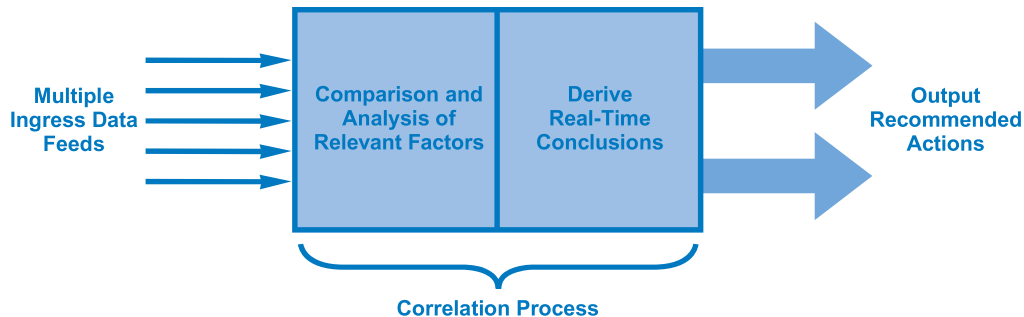 Multiple
Ingress Data
Feeds
Comparison and
Analysis of
Relevant Factors
Derive
Real-Time
Conclusions
Output
Recommended
Actions
Correlation Process